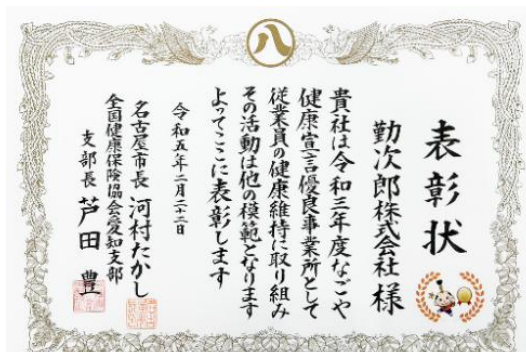 八
表彰状
勤次郎株式会社 様
貴社は令和三年度なごや
健康宣言優良事業所として
従業員の健康維持に取り組み
その活動は他の模範となります
よってここに表彰します
令和五年二月二十二日
名古屋市長 河村たかし
全国健康保険協会愛知支部
支部長 芦田 豊